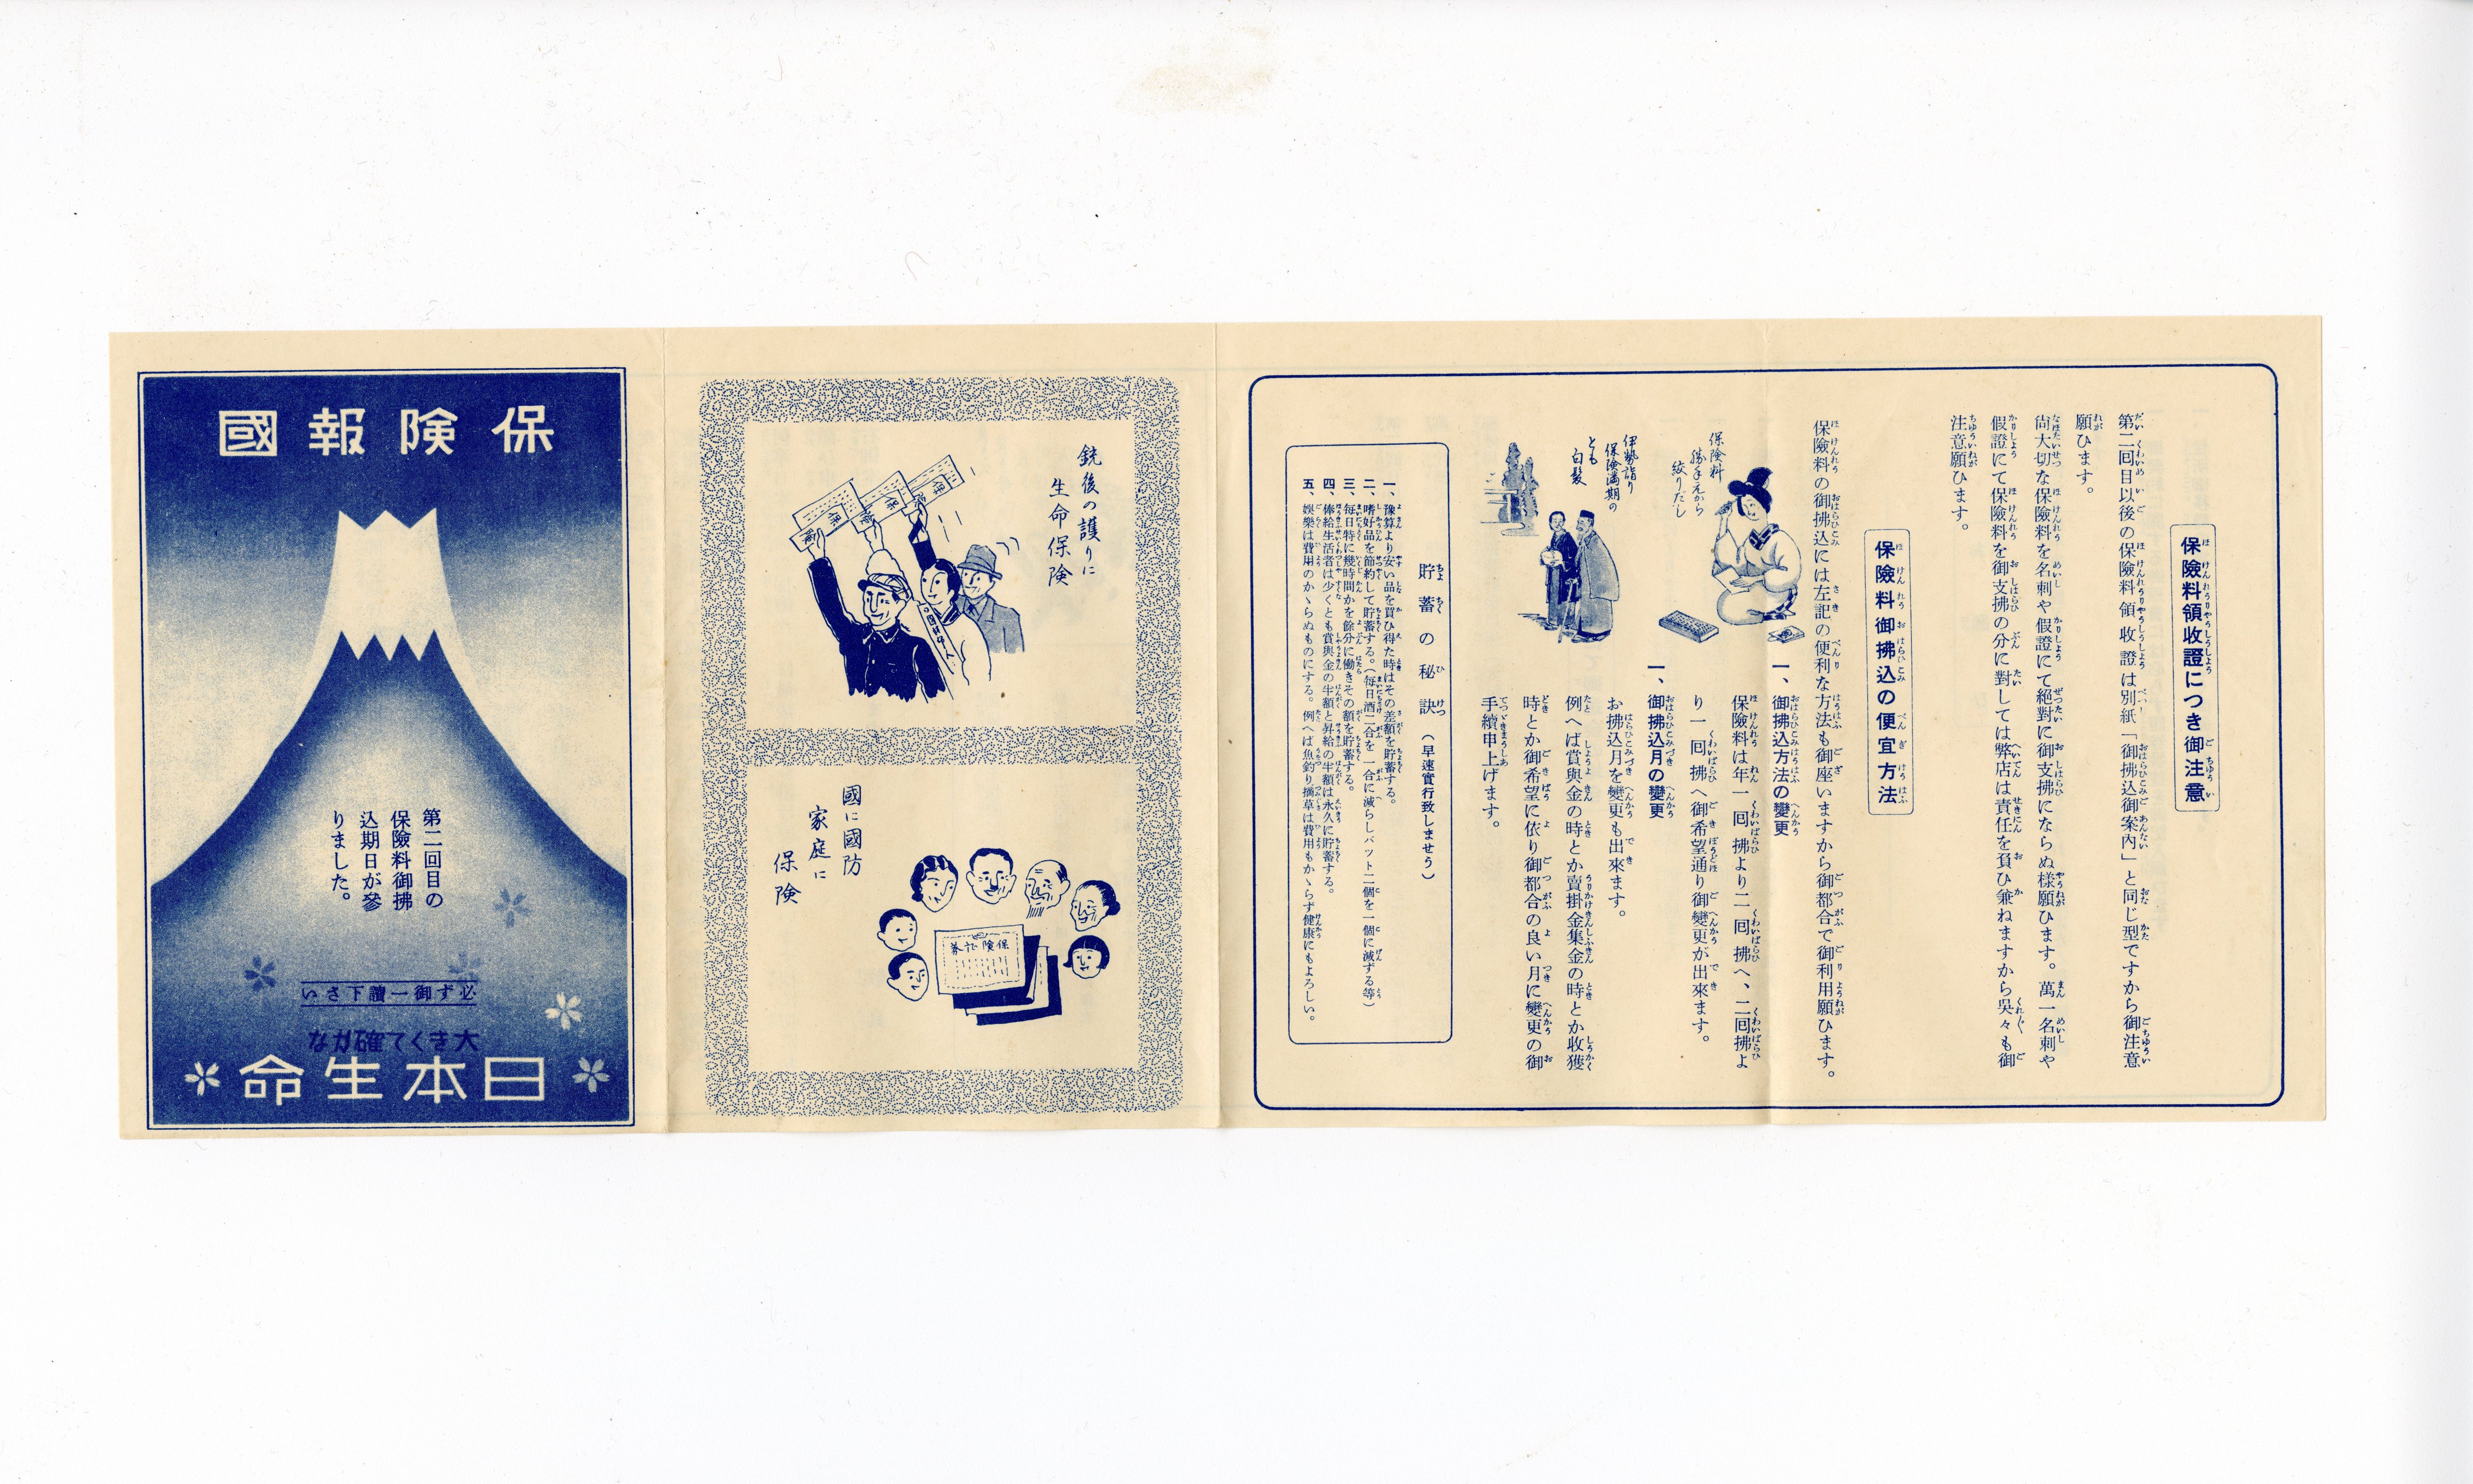 保険報國
第二回目の
保險料御拂
込期日が參
りました。
必ず御一讀下さい
大きくて確かな
日本生命
銃後の護りに
生命保険
國に國防
家庭に
保険
保険証券
保險料領收證につき御注意
第二回目以後の保險料領收證は別紙「御拂込御案內」と同じ型ですから御注意
願ひます。
尙大切な保險料を名刺や假證にて絕對に御支拂にならぬ樣願ひます。萬一名刺や
假證にて保險料を御支拂の分に對しては弊店は責任を負ひ兼ねますから吳々も御
注意願ひます。
保險料御拂込の便宜方法
保險料の御拂込には左記の便利な方法も御座いますから御都合で御利用願ひます。
一、御拂込方法の變更
保險料は年一回拂より二回拂へ、二回拂よ
り一回拂へ御希望通り御變更が出來ます。
一、御拂込月の變更
お拂込月を變更も出來ます。
例へば賞與金の時とか賣掛金集金の時とか收獲
時とか御希望に依り御都合の良い月に變更の御
手續申上げます。
保険料
勝手元から
絞りだし
伊勢詣り
保険満期の
とも
白髪
貯蓄の秘訣(早速實行致しませう)
一、豫算より安い品を買ひ得た時はその差額を貯蓄する。
二、嗜好品を節約して貯蓄する。(每日酒二合を一合に減らしバット二個を一個に減ずる等)
三、每日特に幾時間かを餘分に働きその額を貯蓄する。
四、俸給生活者は少くとも賞與金の半額と昇給の半額は永久に貯蓄する。
五、娛樂は費用のかゝらぬものにする。例へば魚釣り摘草は費用もかゝらず健康にもよろしい。